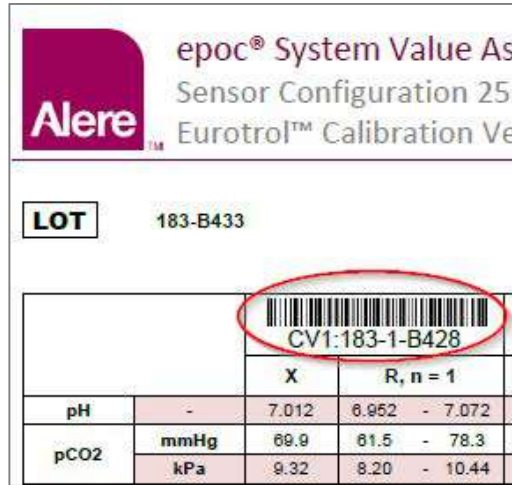 Alere ™
epoc® System Value As
Sensor Configuration 25
Eurotrol™ Calibration Ve
LOT 183-B433
CV1:183-1-B428
X R, n = 1
pH - 7.012 6.952 - 7.072
pCO2 mmHg 69.9 61.5 - 78.3
kPa 9.32 8.20 - 10.44